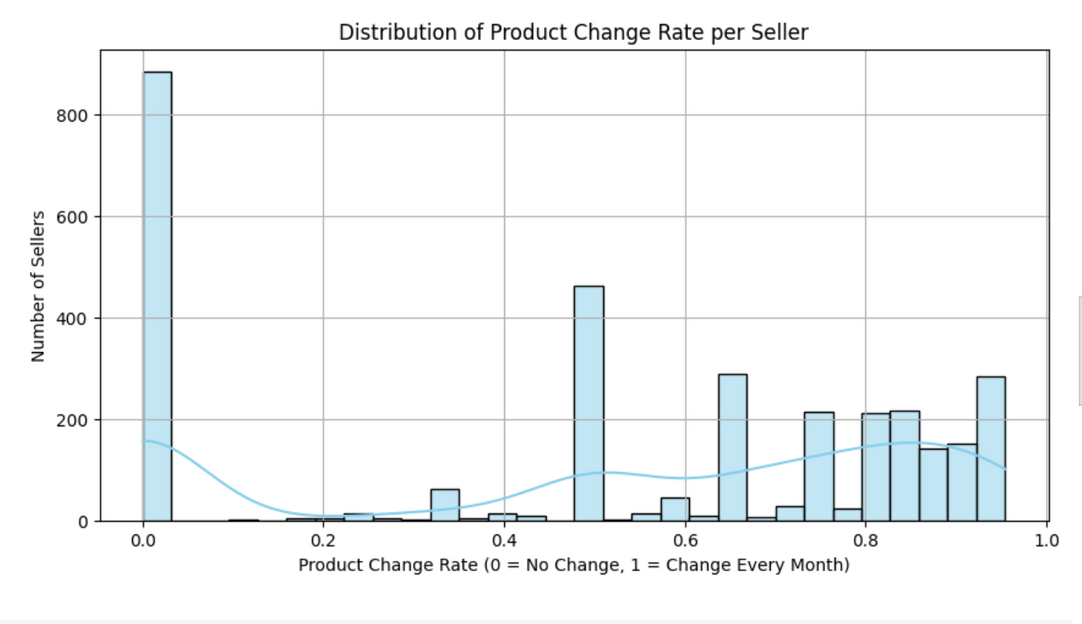 Distribution of Product Change Rate per Seller
Number of Sellers
800
600
400
200
0
0.0 0.2 0.4 0.6 0.8 1.0
Product Change Rate (0 = No Change, 1 = Change Every Month)